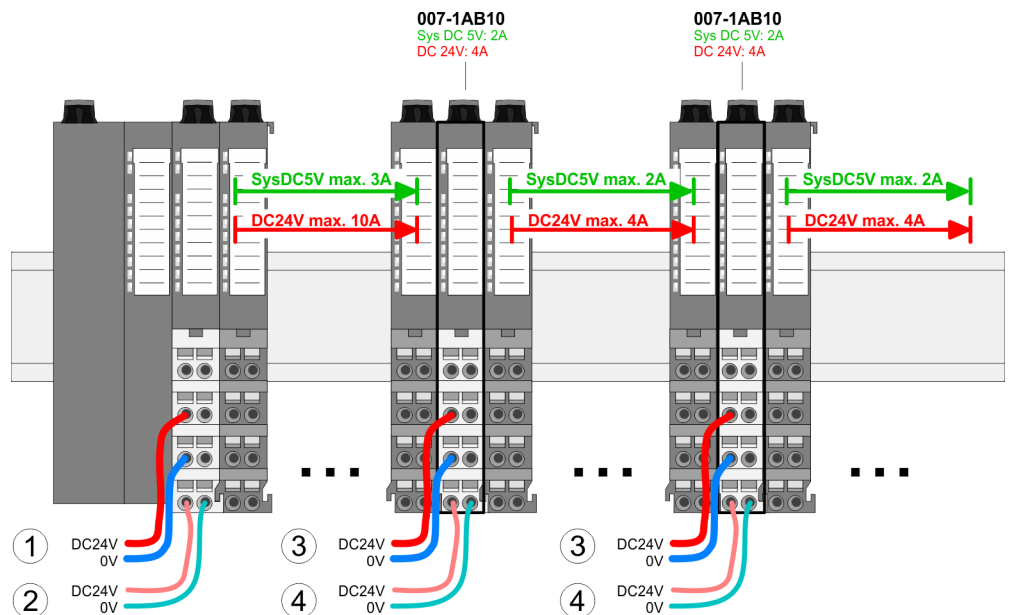 007-1AB10
Sys DC 5V: 2A
DC 24V: 4A
007-1AB10
Sys DC 5V: 2A
DC 24V: 4A
SysDC5V max. 3A
SysDC5V max. 2A
SysDC5V max. 2A
DC24V max. 10A
DC24V max. 4A
DC24V max. 4A
1 DC24V
0V
3 DC24V
0V
3 DC24V
0V
2 DC24V
0V
4 DC24V
0V
4 DC24V
0V